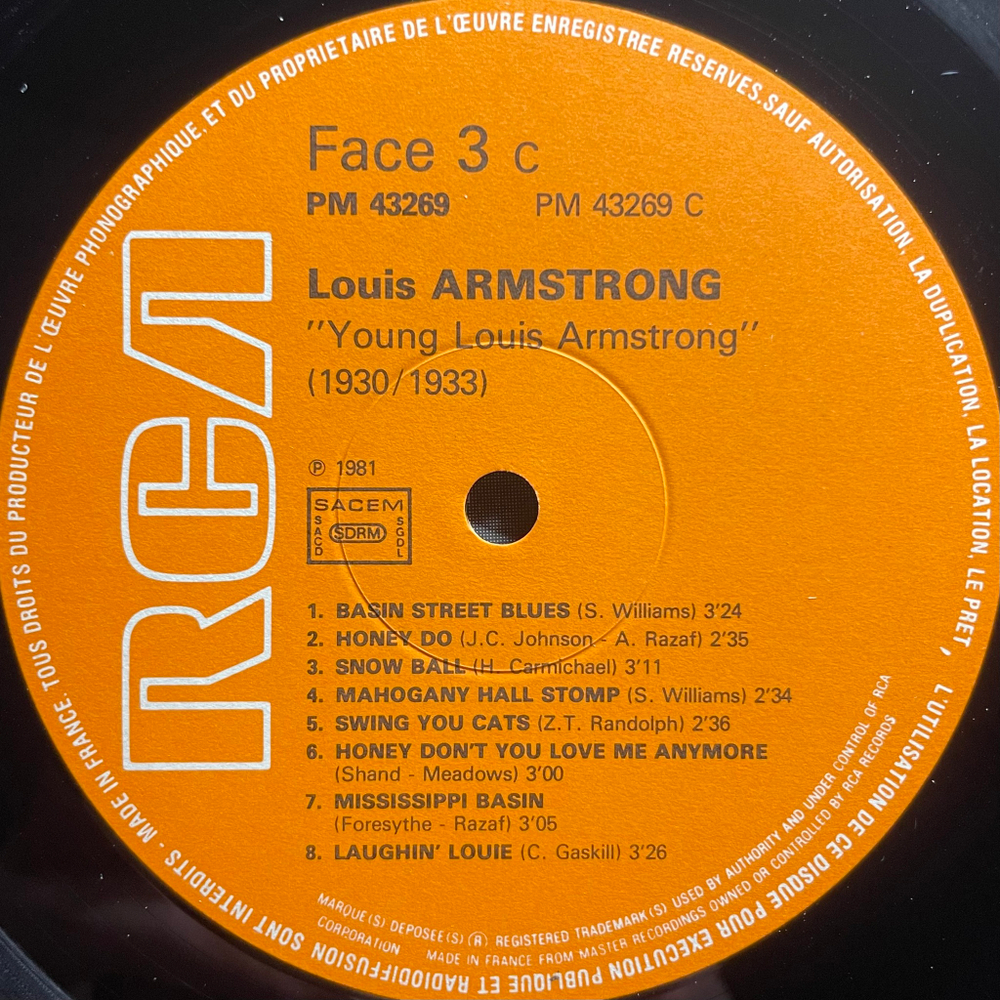 Face 3 C
PM 43269 PM 43269 C
Louis ARMSTRONG
"Young Louis Armstrong"
(1930/1933)
℗ 1981
SACEM
SACD
SDRM
SGDL
RCA
1. BASIN STREET BLUES (S. Williams) 3'24
2. HONEY DO (J.C. Johnson - A. Razaf) 2'35
3. SNOW BALL (H. Carmichael) 3'11
4. MAHOGANY HALL STOMP (S. Williams) 2'34
5. SWING YOU CATS (Z.T. Randolph) 2'36
6. HONEY DON'T YOU LOVE ME ANYMORE
(Shand - Meadows) 3'00
7. MISSISSIPPI BASIN
(Foresythe - Razaf) 3'05
8. LAUGHIN' LOUIE (C. Gaskill) 3'26
MARQUE(S) DEPOSEE(S) ® REGISTERED TRADEMARK(S) USED BY AUTHORITY AND UNDER CONTROL OF RCA
CORPORATION MADE IN FRANCE FROM MASTER RECORDINGS OWNED OR CONTROLLED BY RCA RECORDS
MADE IN FRANCE. TOUS DROITS DU PRODUCTEUR DE L'ŒUVRE PHONOGRAPHIQUE, ET DU PROPRIETAIRE DE L'ŒUVRE ENREGISTREE RESERVES. SAUF AUTORISATION, LA DUPLICATION, LA LOCATION, LE PRET, L'UTILISATION DE CE DISQUE POUR EXECUTION PUBLIQUE ET RADIODIFFUSION SONT INTERDITS -